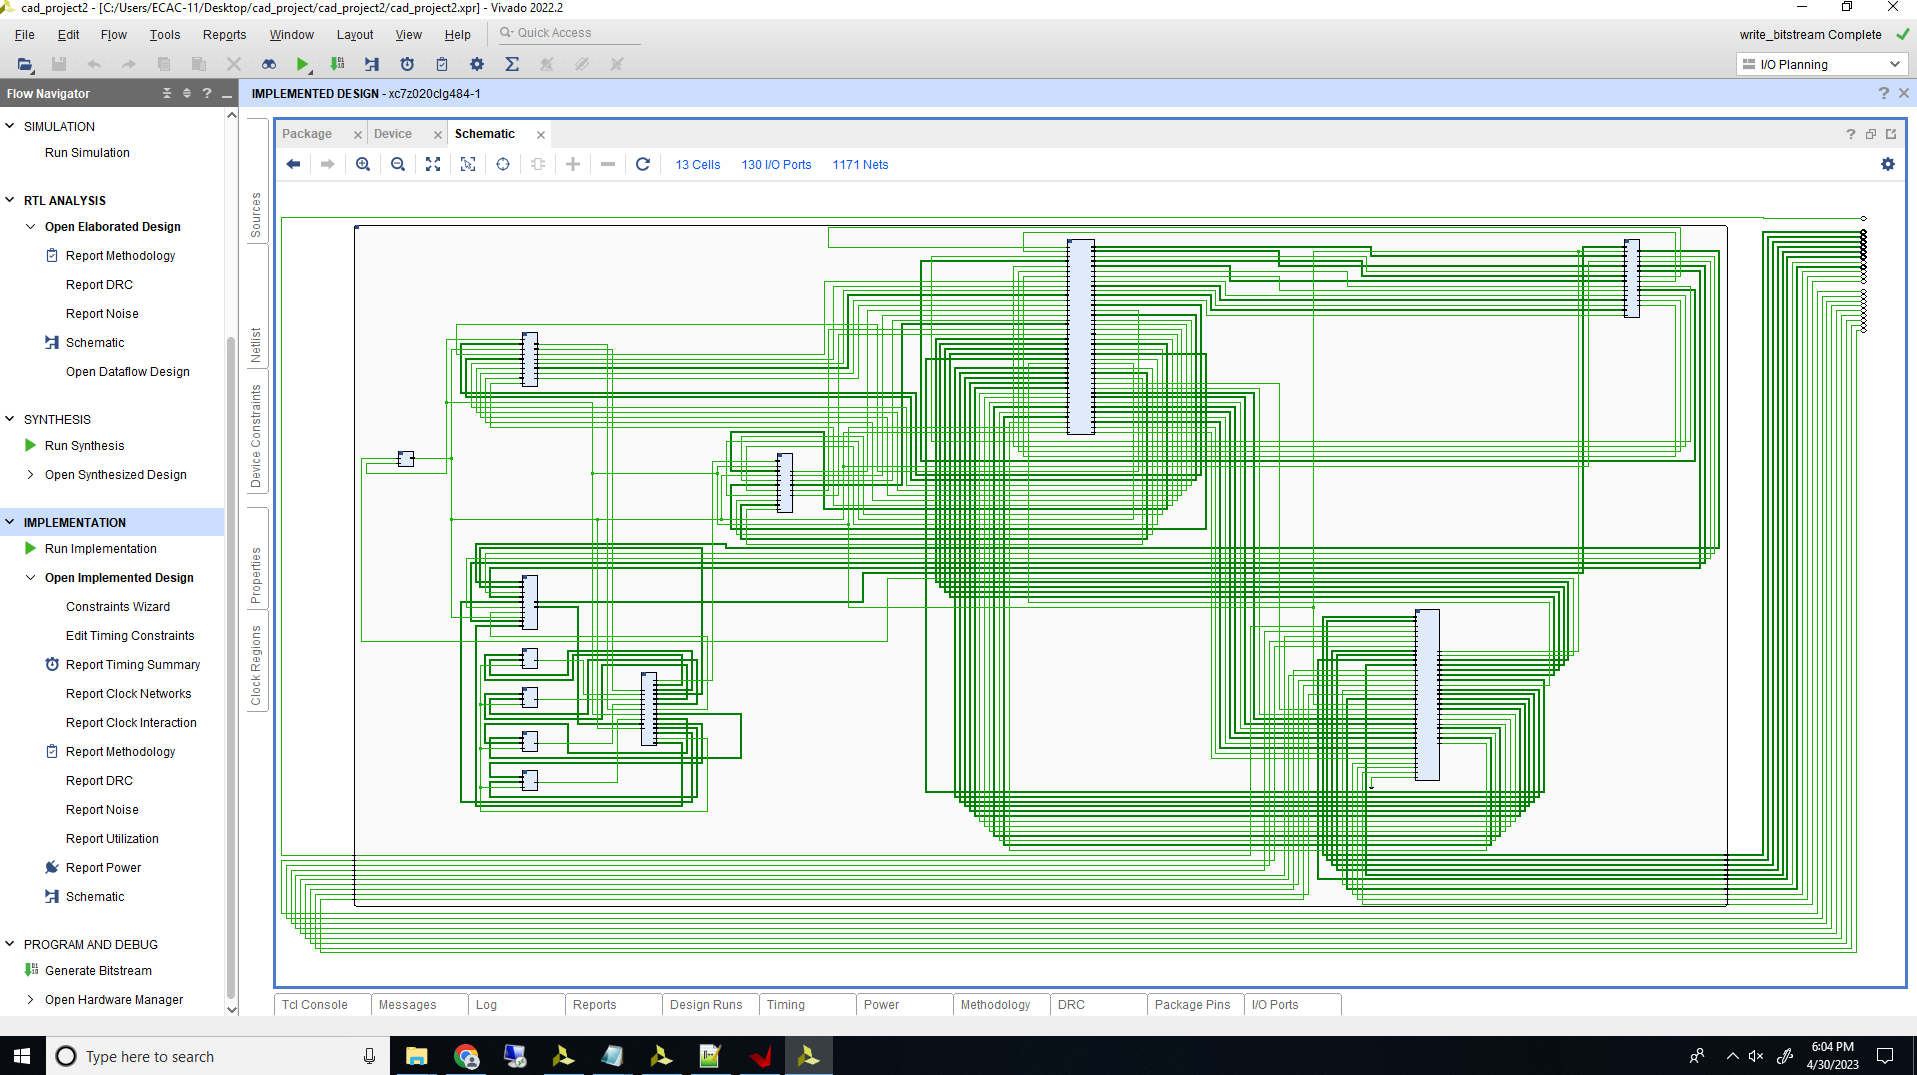 cad_project2 - [C:/Users/ECAC-11/Desktop/cad_project/cad_project2/cad_project2.xpr] - Vivado 2022.2
File Edit Flow Tools Reports Window Layout View Help Quick Access
write_bitstream Complete
I/O Planning
Flow Navigator
IMPLEMENTED DESIGN - xc7z020clg484-1
SIMULATION
Run Simulation
RTL ANALYSIS
Open Elaborated Design
Report Methodology
Report DRC
Report Noise
Schematic
Open Dataflow Design
SYNTHESIS
Run Synthesis
Open Synthesized Design
IMPLEMENTATION
Run Implementation
Open Implemented Design
Constraints Wizard
Edit Timing Constraints
Report Timing Summary
Report Clock Networks
Report Clock Interaction
Report Methodology
Report DRC
Report Noise
Report Utilization
Report Power
Schematic
PROGRAM AND DEBUG
Generate Bitstream
Open Hardware Manager
Sources
Netlist
Device Constraints
Properties
Clock Regions
Package Device Schematic
13 Cells 130 I/O Ports 1171 Nets
Tcl Console Messages Log Reports Design Runs Timing Power Methodology DRC Package Pins I/O Ports
Type here to search
6:04 PM
4/30/2023